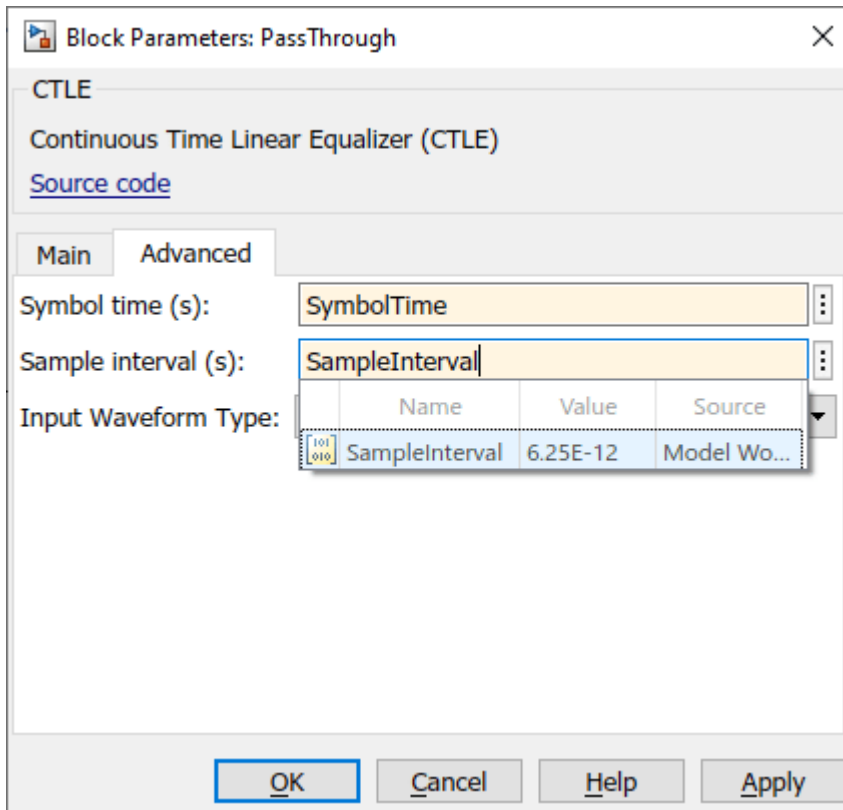 Block Parameters: PassThrough
CTLE
Continuous Time Linear Equalizer (CTLE)
Source code
Main Advanced
Symbol time (s): SymbolTime
Sample interval (s): SampleInterval
Input Waveform Type:
Name Value Source
SampleInterval 6.25E-12 Model Wo...
OK Cancel Help Apply